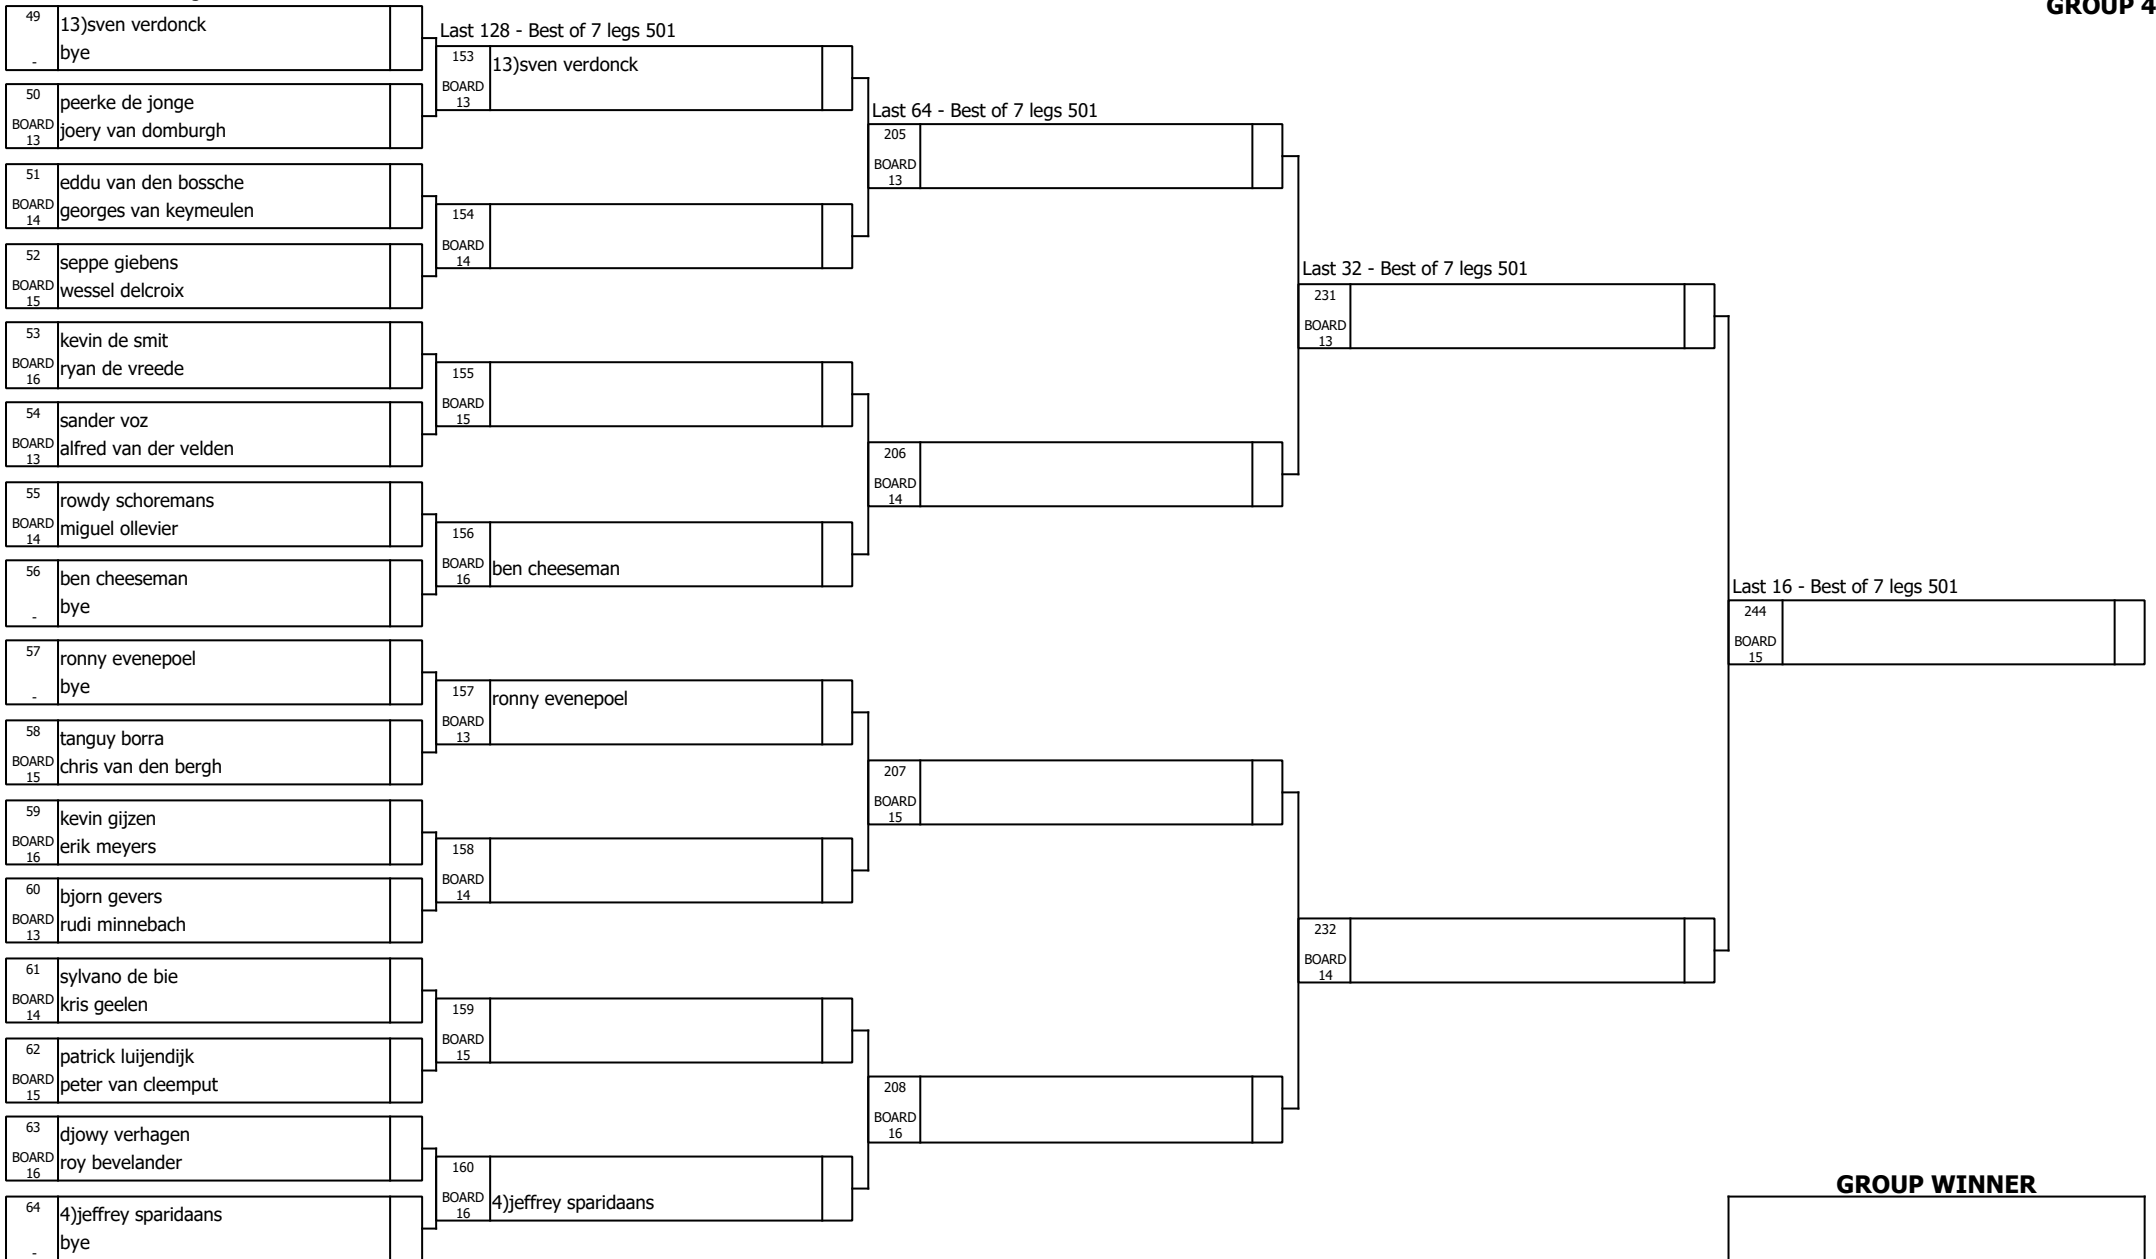 GROUP 4
49
13)sven verdonck
bye
-
50
peerke de jonge
BOARD
joery van domburgh
13
51
eddu van den bossche
BOARD
georges van keymeulen
14
52
seppe giebens
BOARD
wessel delcroix
15
53
kevin de smit
BOARD
ryan de vreede
16
54
sander voz
BOARD
alfred van der velden
13
55
rowdy schoremans
BOARD
miguel ollevier
14
56
ben cheeseman
bye
-
57
ronny evenepoel
bye
-
58
tanguy borra
BOARD
chris van den bergh
15
59
kevin gijzen
BOARD
erik meyers
16
60
bjorn gevers
BOARD
rudi minnebach
13
61
sylvano de bie
BOARD
kris geelen
14
62
patrick luijendijk
BOARD
peter van cleemput
15
63
djowy verhagen
BOARD
roy bevelander
16
64
4)jeffrey sparidaans
bye
-
Last 128 - Best of 7 legs 501
153
13)sven verdonck
BOARD
13
154
BOARD
14
155
BOARD
15
156
BOARD
ben cheeseman
16
157
ronny evenepoel
BOARD
13
158
BOARD
14
159
BOARD
15
160
BOARD
4)jeffrey sparidaans
16
Last 64 - Best of 7 legs 501
205
BOARD
13
206
BOARD
14
207
BOARD
15
208
BOARD
16
Last 32 - Best of 7 legs 501
231
BOARD
13
232
BOARD
14
Last 16 - Best of 7 legs 501
244
BOARD
15
GROUP WINNER